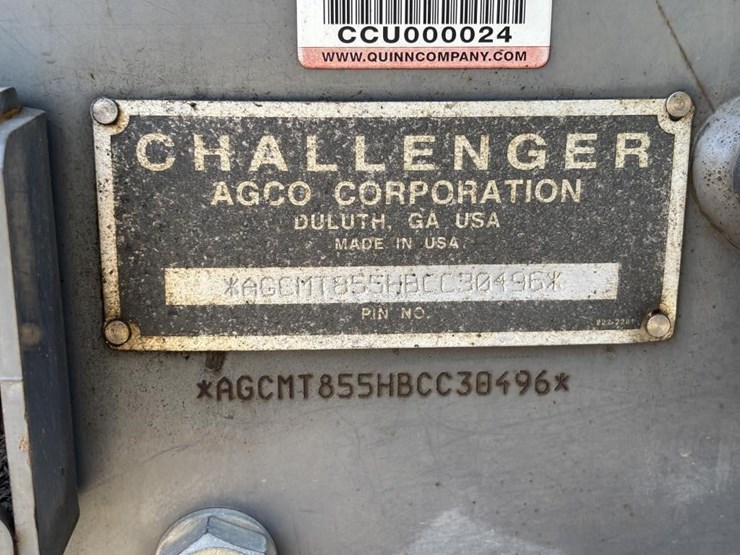 CCU000024
WWW.QUINNCOMPANY.COM
CHALLENGER
AGCO CORPORATION
DULUTH, GA USA
MADE IN USA
*AGCMT855HBCC30496*
PIN NO.
*AGCMT855HBCC30496*